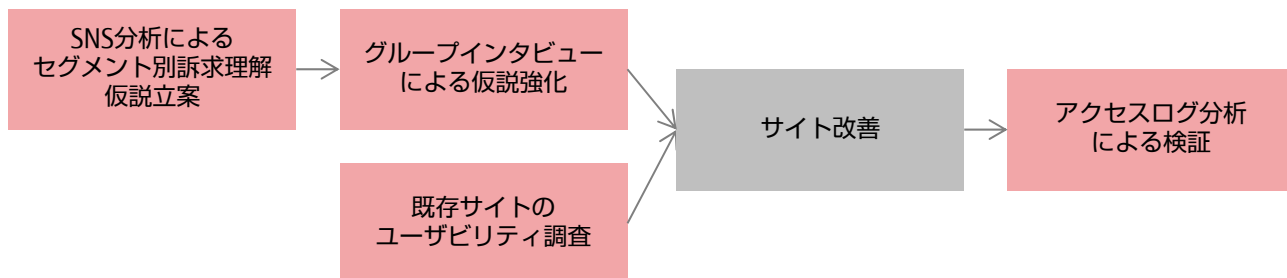 SNS分析による
セグメント別訴求理解
仮説立案
グループインタビュー
による仮説強化
既存サイトの
ユーザビリティ調査
サイト改善
アクセスログ分析
による検証